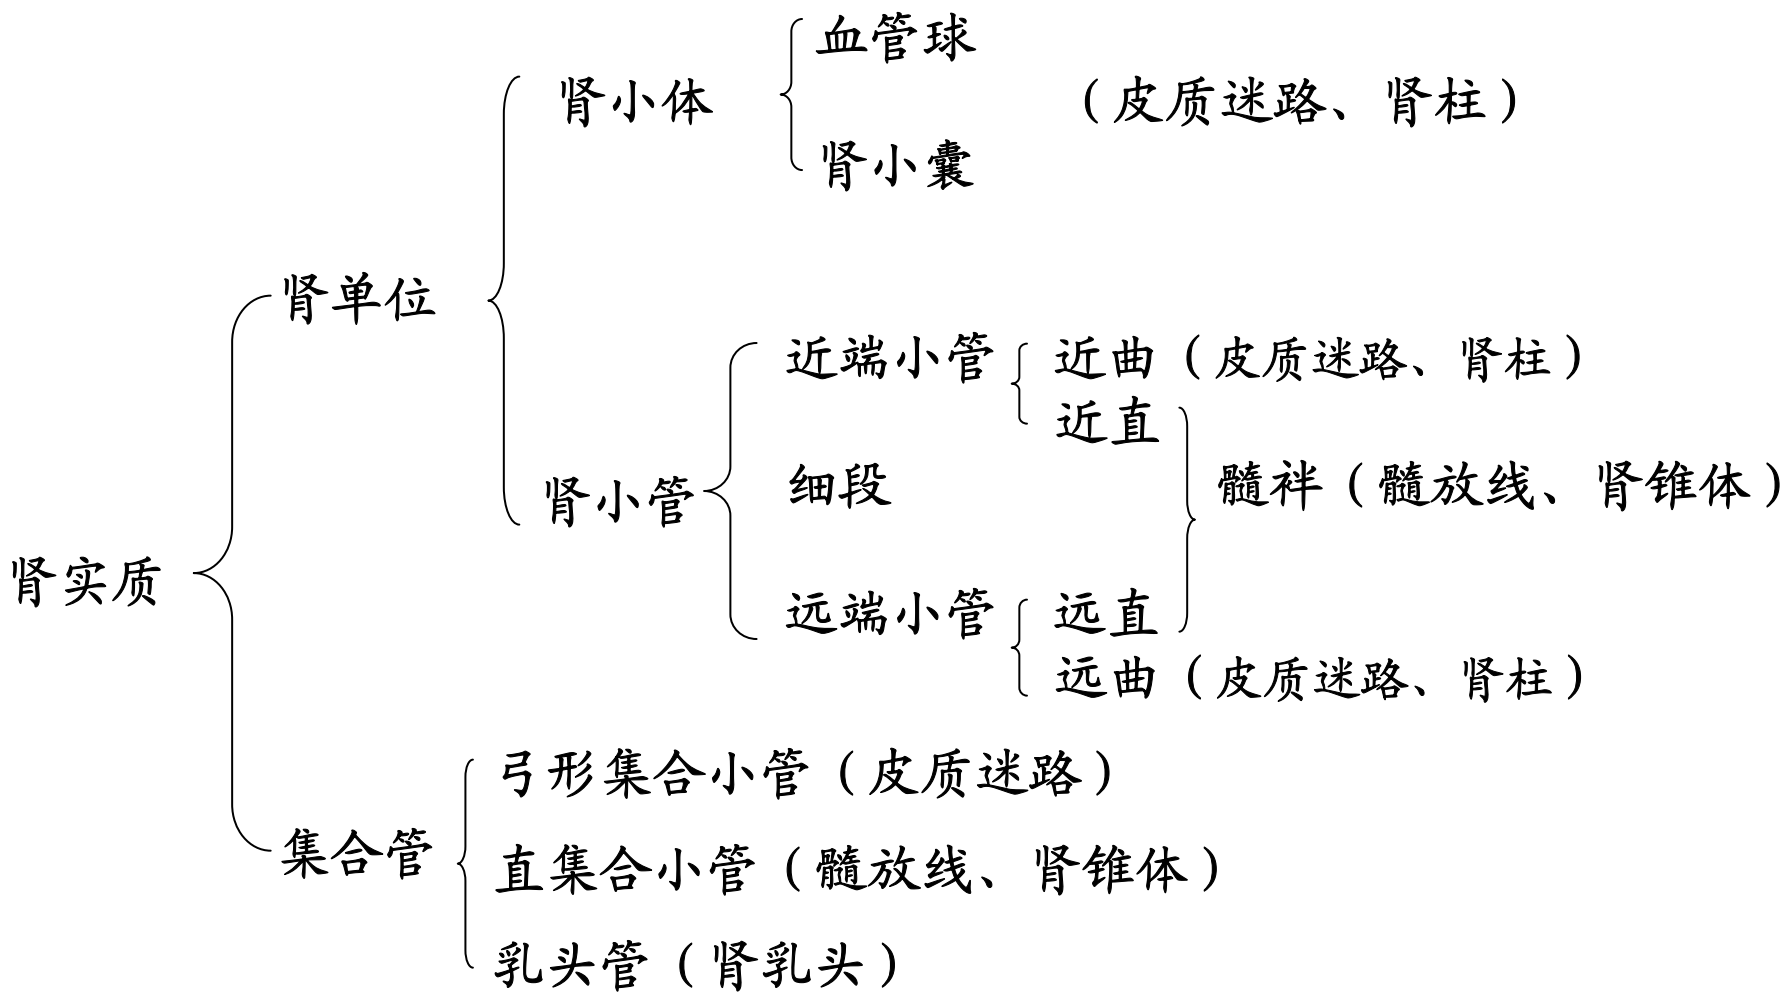 血管球
肾小体
（皮质迷路、肾柱）
肾小囊
肾单位
近端小管
近曲（皮质迷路、肾柱）
近直
细段
髓袢（髓放线、肾锥体）
肾小管
肾实质
远端小管
远直
远曲（皮质迷路、肾柱）
弓形集合小管（皮质迷路）
集合管
直集合小管（髓放线、肾锥体）
乳头管（肾乳头）